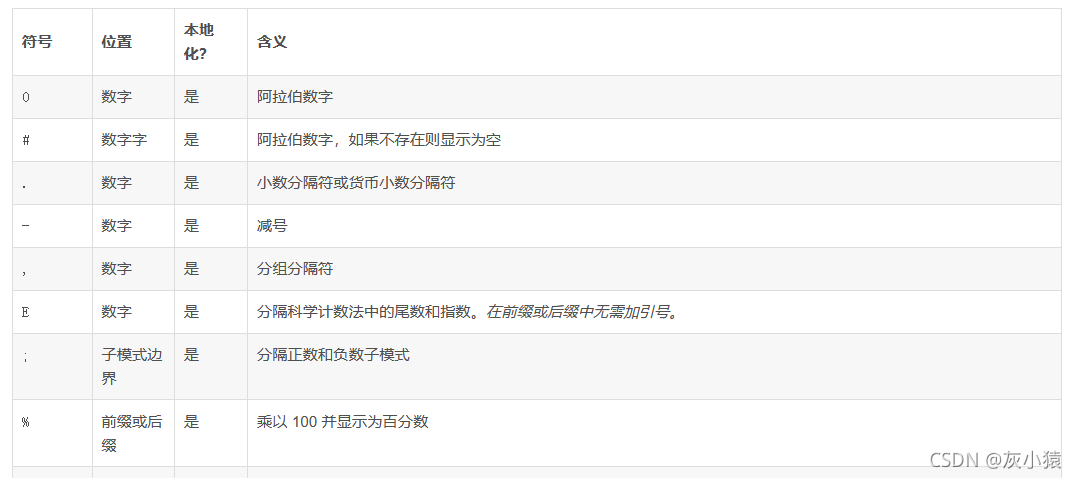 符号 位置 本地化? 含义
0 数字 是 阿拉伯数字
# 数字字 是 阿拉伯数字，如果不存在则显示为空
. 数字 是 小数分隔符或货币小数分隔符
- 数字 是 减号
, 数字 是 分组分隔符
E 数字 是 分隔科学计数法中的尾数和指数。在前缀或后缀中无需加引号。
; 子模式边界 是 分隔正数和负数子模式
% 前缀或后缀 是 乘以 100 并显示为百分数
CSDN @灰小猿